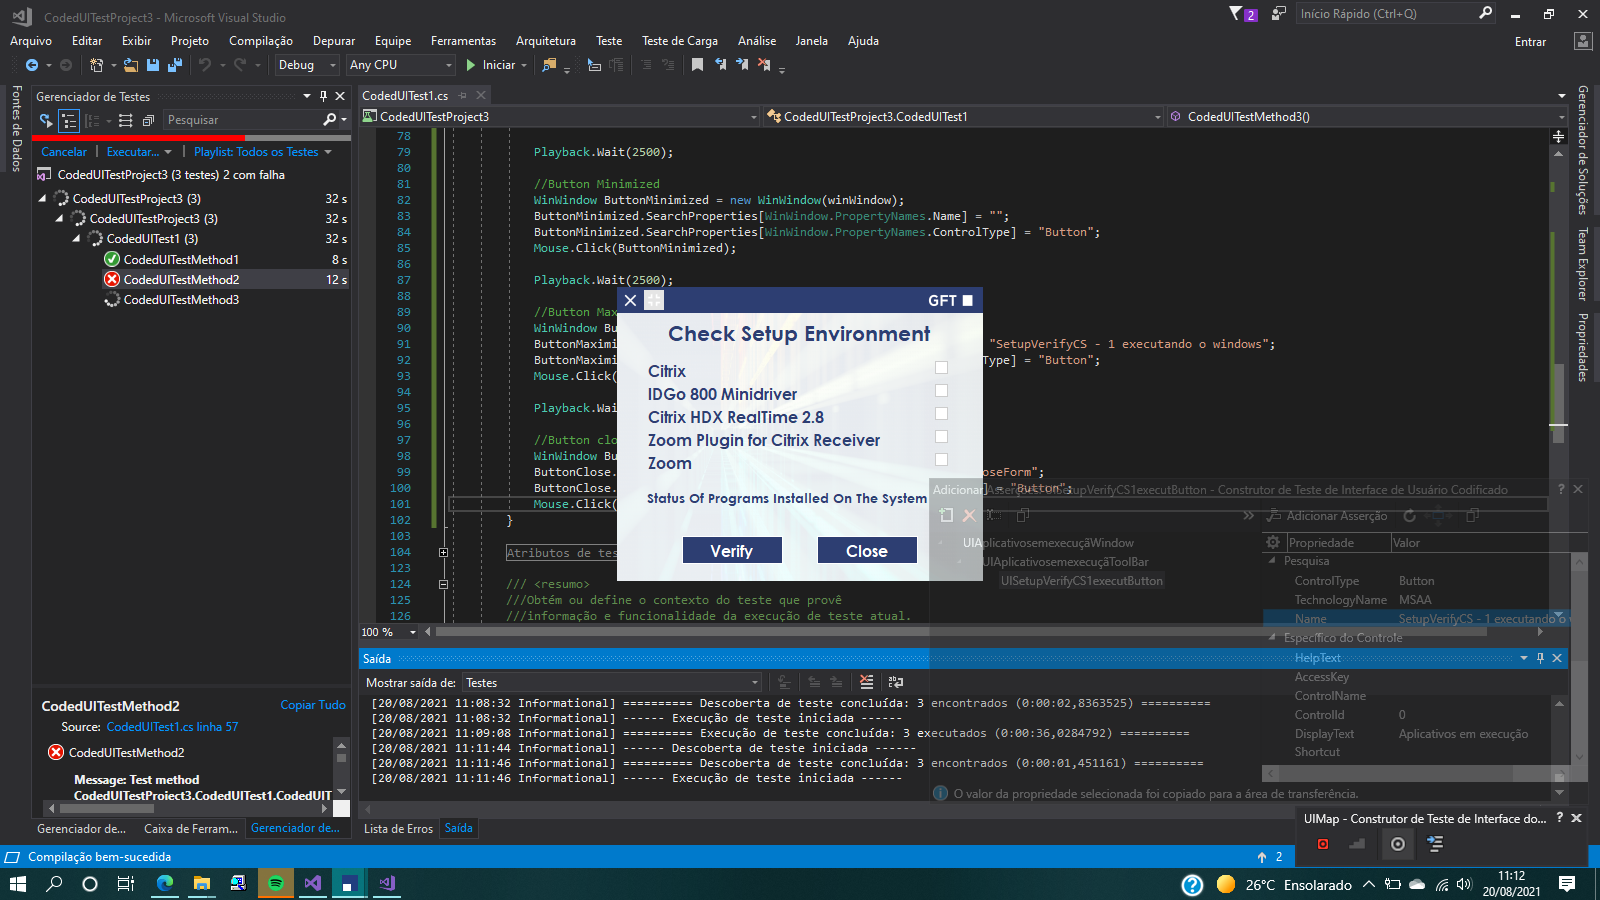 CodedUITestProject3 - Microsoft Visual Studio
2
Início Rápido (Ctrl+Q)
Arquivo Editar Exibir Projeto Compilação Depurar Equipe Ferramentas Arquitetura Teste Teste de Carga Análise Janela Ajuda
Entrar
Debug Any CPU Iniciar
Fontes de Dados
Gerenciador de Testes
Pesquisar
Cancelar Executar... Playlist: Todos os Testes
CodedUITestProject3 (3 testes) 2 com falha
CodedUITestProject3 (3) 32 s
CodedUITestProject3 (3) 32 s
CodedUITest1 (3) 32 s
CodedUITestMethod1 8 s
CodedUITestMethod2 12 s
CodedUITestMethod3
CodedUITestMethod2 Copiar Tudo
Source: CodedUITest1.cs linha 57
CodedUITestMethod2
Message: Test method
CodedUITestProject3.CodedUITest1.CodedUIT
Gerenciador de... Caixa de Ferram... Gerenciador de...
CodedUITest1.cs
CodedUITestProject3 CodedUITestProject3.CodedUITest1 CodedUITestMethod3()
78
79 Playback.Wait(2500);
80
81 //Button Minimized
82 WinWindow ButtonMinimized = new WinWindow(winWindow);
83 ButtonMinimized.SearchProperties[WinWindow.PropertyNames.Name] = "";
84 ButtonMinimized.SearchProperties[WinWindow.PropertyNames.ControlType] = "Button";
85 Mouse.Click(ButtonMinimized);
86
87 Playback.Wait(2500);
88
89 //Button Max
90 WinWindow Bu
91 ButtonMaximi "SetupVerifyCS - 1 executando o windows";
92 ButtonMaximi Type] = "Button";
93 Mouse.Click(
94
95 Playback.Wai
96
97 //Button clo
98 WinWindow Bu
99 ButtonClose. oseForm";
100 ButtonClose. ] = "Button";
101 Mouse.Click(
102 }
103
104 Atributos de tes
123
124 /// <resumo>
125 ///Obtém ou define o contexto do teste que provê
126 ///informação e funcionalidade da execução de teste atual.
100 %
GFT
Check Setup Environment
Citrix
IDGo 800 Minidriver
Citrix HDX RealTime 2.8
Zoom Plugin for Citrix Receiver
Zoom
Status Of Programs Installed On The System
Verify Close
Adicionar Asserções: UISetupVerifyCS1executButton - Construtor de Teste de Interface de Usuário Codificado
Adicionar Asserção
UIAplicativosemexecuçãWindow
UIAplicativosemexecuçãToolBar
UISetupVerifyCS1executButton
Propriedade Valor
Pesquisa
ControlType Button
TechnologyName MSAA
Name SetupVerifyCS - 1 executando o
Específico do Controle
HelpText
AccessKey
ControlName
ControlId 0
DisplayText Aplicativos em execução
Shortcut
O valor da propriedade selecionada foi copiado para a área de transferência.
Gerenciador de Soluções
Team Explorer
Propriedades
Saída
Mostrar saída de: Testes
[20/08/2021 11:08:32 Informational] ========== Descoberta de teste concluída: 3 encontrados (0:00:02,8363525) ==========
[20/08/2021 11:08:32 Informational] ------ Execução de teste iniciada ------
[20/08/2021 11:09:08 Informational] ========== Execução de teste concluída: 3 executados (0:00:36,0284792) ==========
[20/08/2021 11:11:44 Informational] ------ Descoberta de teste iniciada ------
[20/08/2021 11:11:46 Informational] ========== Descoberta de teste concluída: 3 encontrados (0:00:01,451161) ==========
[20/08/2021 11:11:46 Informational] ------ Execução de teste iniciada ------
Lista de Erros Saída
UIMap - Construtor de Teste de Interface do...
Compilação bem-sucedida
2
26°C Ensolarado
11:12
20/08/2021